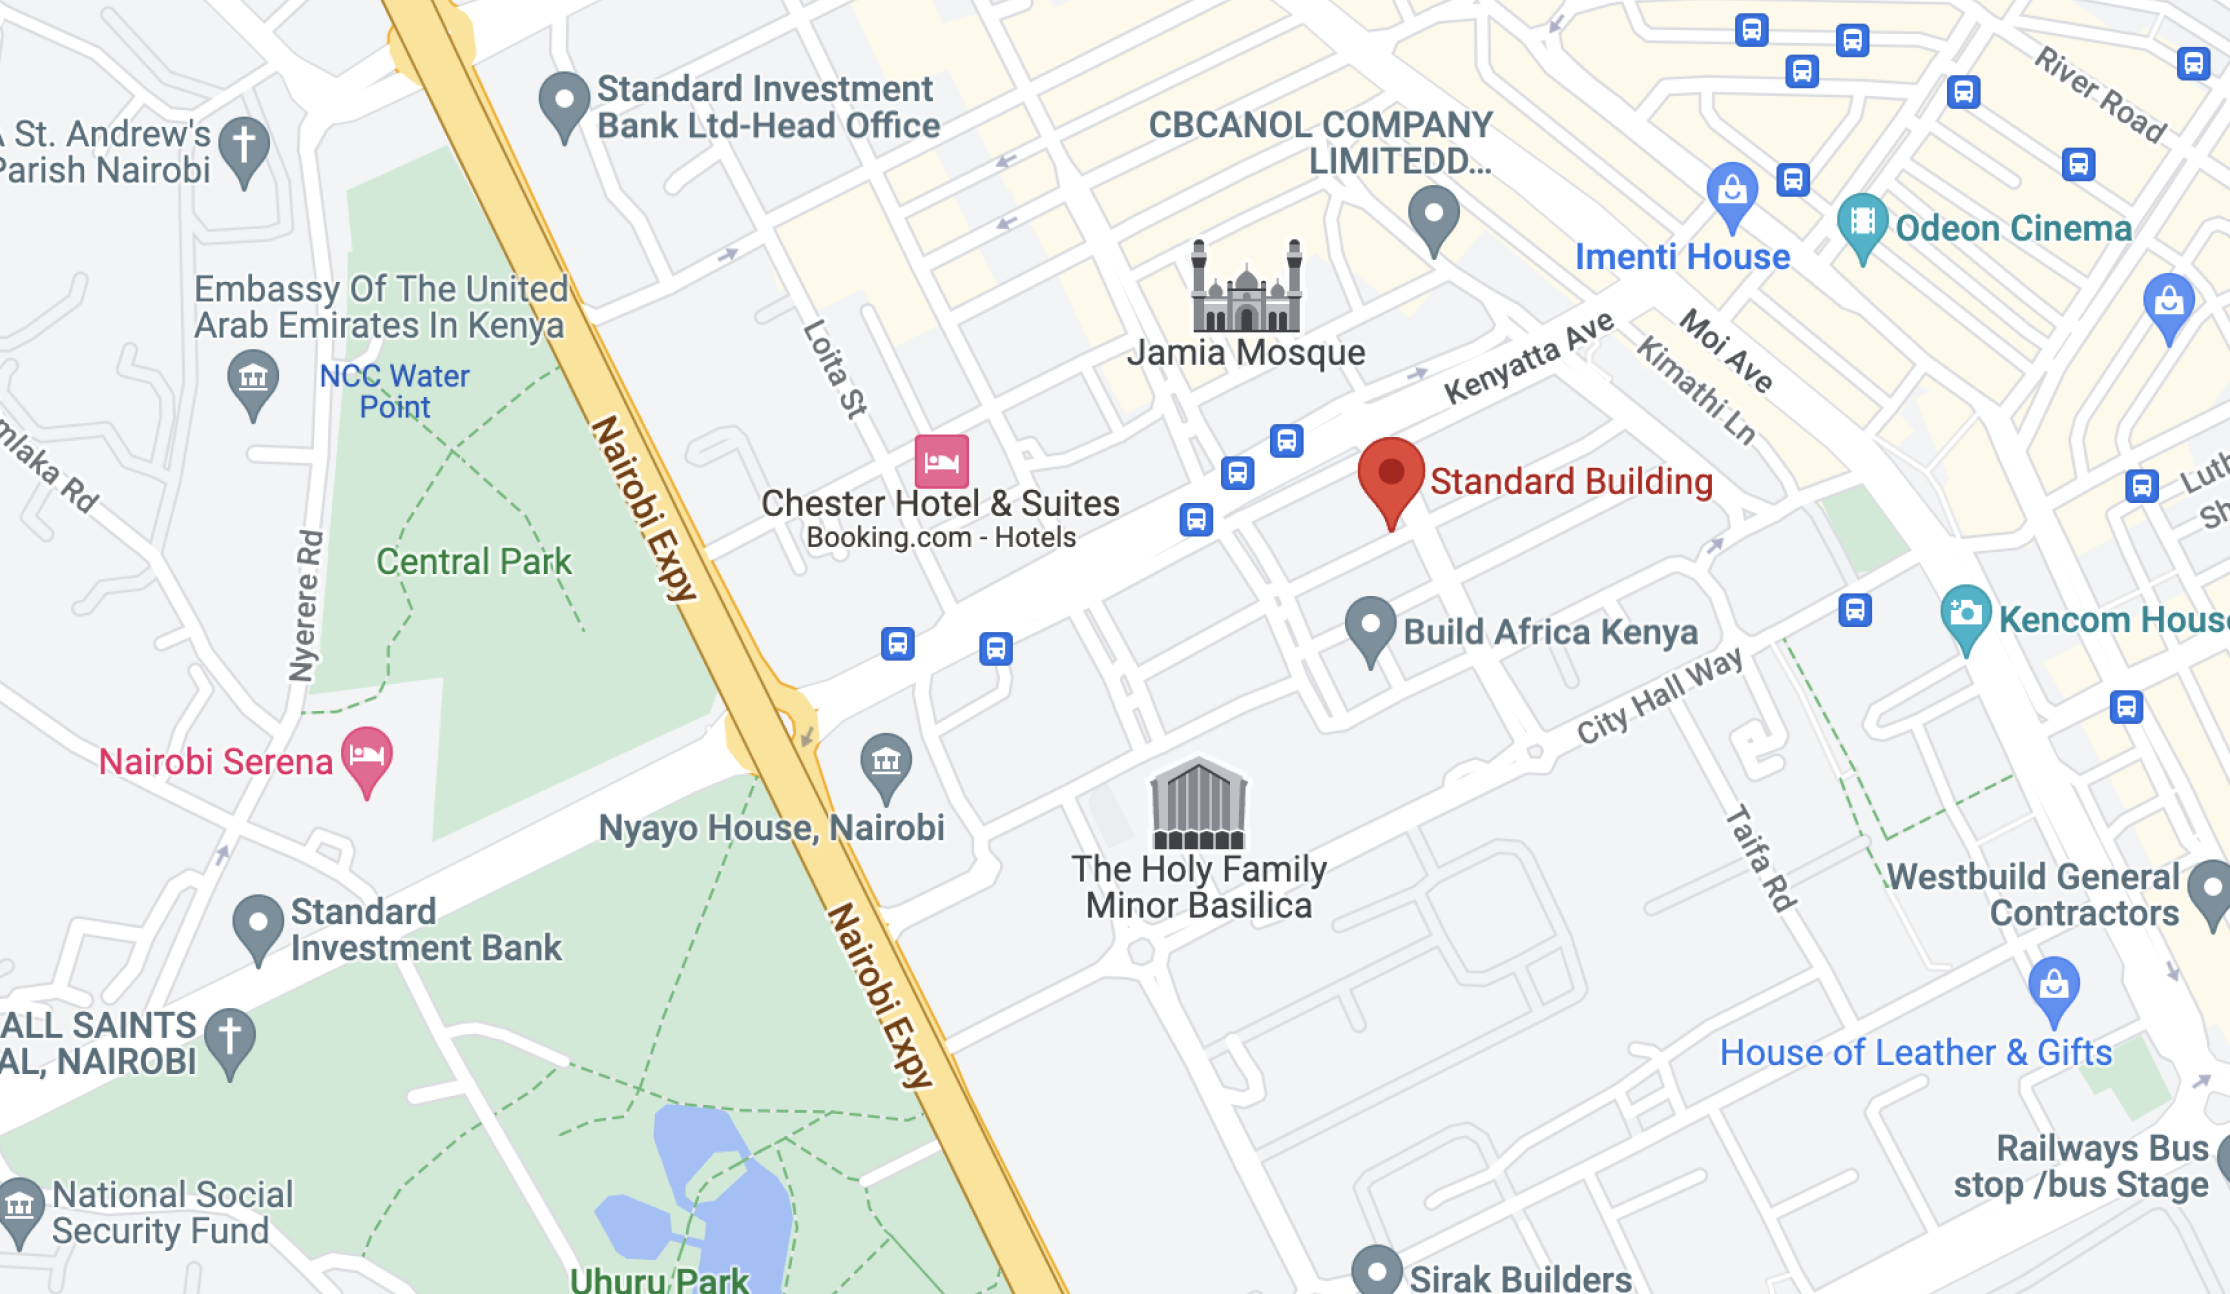 Standard Investment
Bank Ltd-Head Office
River Road
St. Andrew's
Parish Nairobi
CBCANOL COMPANY
LIMITEDD...
Imenti House
Odeon Cinema
Embassy Of The United
Arab Emirates In Kenya
NCC Water
Point
Loita St
Jamia Mosque
Kenyatta Ave
Moi Ave
Kimathi Ln
Nairobi Expy
mlaka Rd
Chester Hotel & Suites
Booking.com - Hotels
Standard Building
Luth
Sh
Central Park
Nyerere Rd
Build Africa Kenya
Kencom House
City Hall Way
Nairobi Serena
Nyayo House, Nairobi
The Holy Family
Minor Basilica
Taifa Rd
Westbuild General
Contractors
Standard
Investment Bank
Nairobi Expy
ALL SAINTS
AL, NAIROBI
House of Leather & Gifts
Railways Bus
stop /bus Stage
National Social
Security Fund
Uhuru Park
Sirak Builders